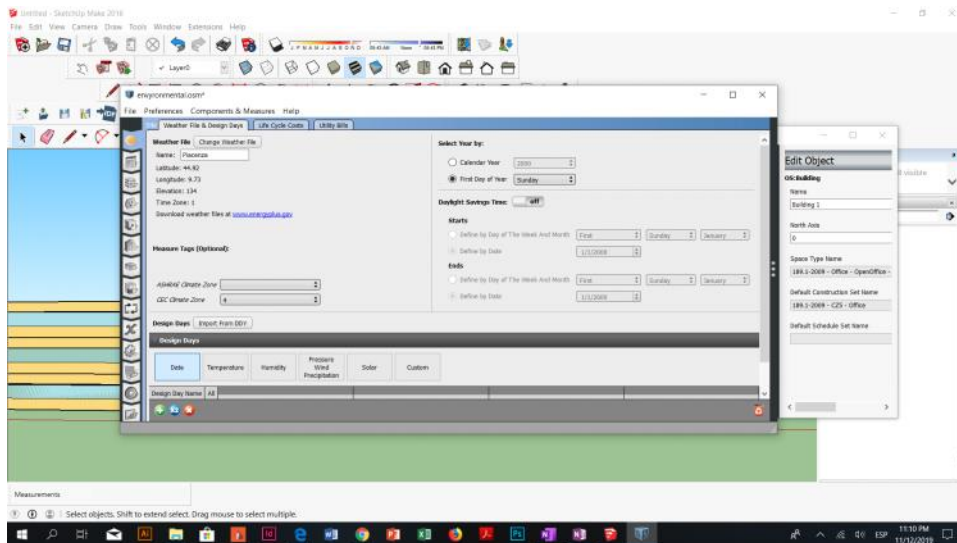 Untitled - SketchUp Make 2016
File Edit View Camera Draw Tools Window Extensions Help
J F M A M J J A S O N D
Noon
Layer0
envyronmental.osm*
File Preferences Components & Measures Help
Weather File & Design Days Life Cycle Costs Utility Bills
Weather File Change Weather File
Name: Piacenza
Latitude: 44.92
Longitude: 9.73
Elevation: 134
Time Zone: 1
Download weather files at www.energyplus.gov
Measure Tags (Optional):
ASHRAE Climate Zone
CEC Climate Zone 4
Design Days Import From DDY
Design Days
Date Temperature Humidity Pressure Wind Precipitation Solar Custom
Design Day Name All
Select Year by:
Calendar Year 2009
First Day of Year Sunday
Daylight Savings Time: off
Starts
Define by Day of The Week And Month First Sunday January
Define by Date 1/1/2009
Ends
Define by Day of The Week And Month First Sunday January
Define by Date 1/1/2009
Edit Object
OS:Building
Name
Building 1
North Axis
0
Space Type Name
189.1-2009 - Office - OpenOffice -
Default Construction Set Name
189.1-2009 - CZ5 - Office
Default Schedule Set Name
Measurements
Select objects. Shift to extend select. Drag mouse to select multiple.
ESP
11:10 PM
11/12/2019